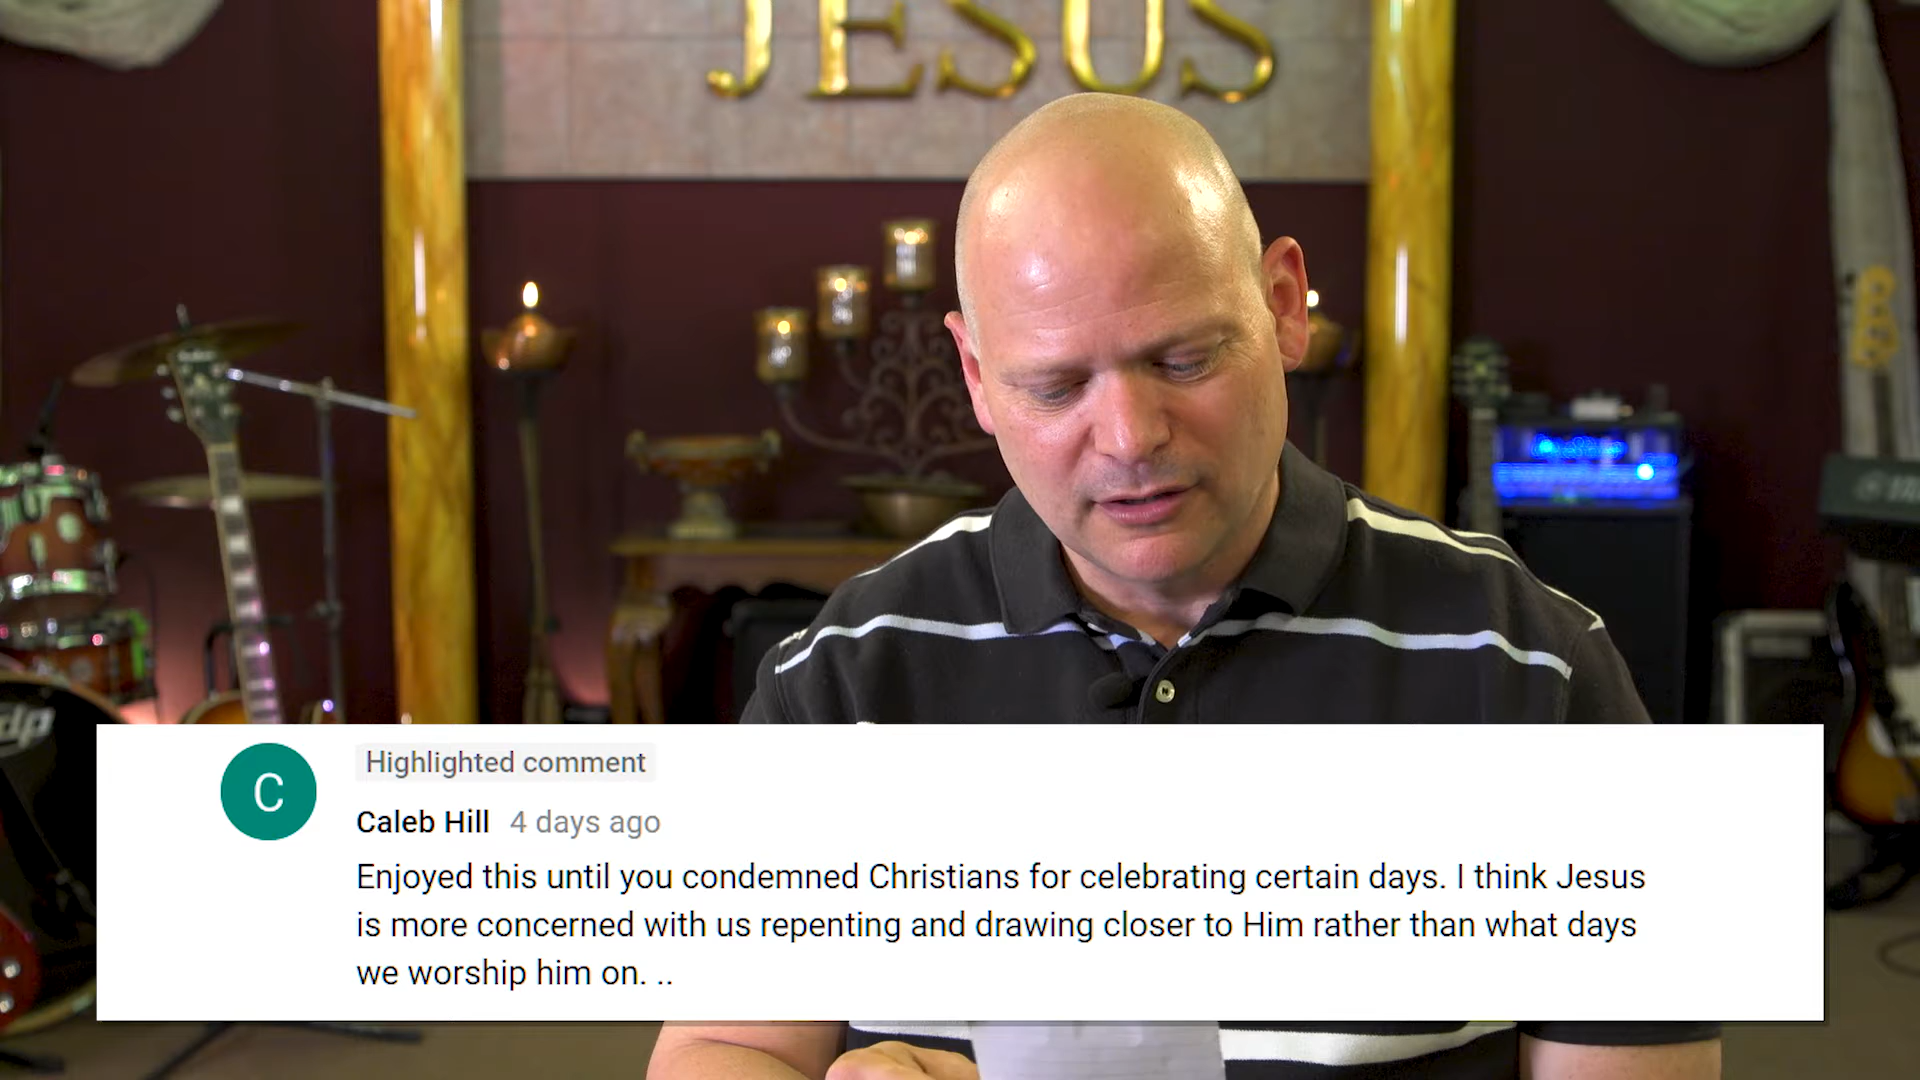 JESUS
dp
Highlighted comment
C
Caleb Hill 4 days ago
Enjoyed this until you condemned Christians for celebrating certain days. I think Jesus
is more concerned with us repenting and drawing closer to Him rather than what days
we worship him on. ..